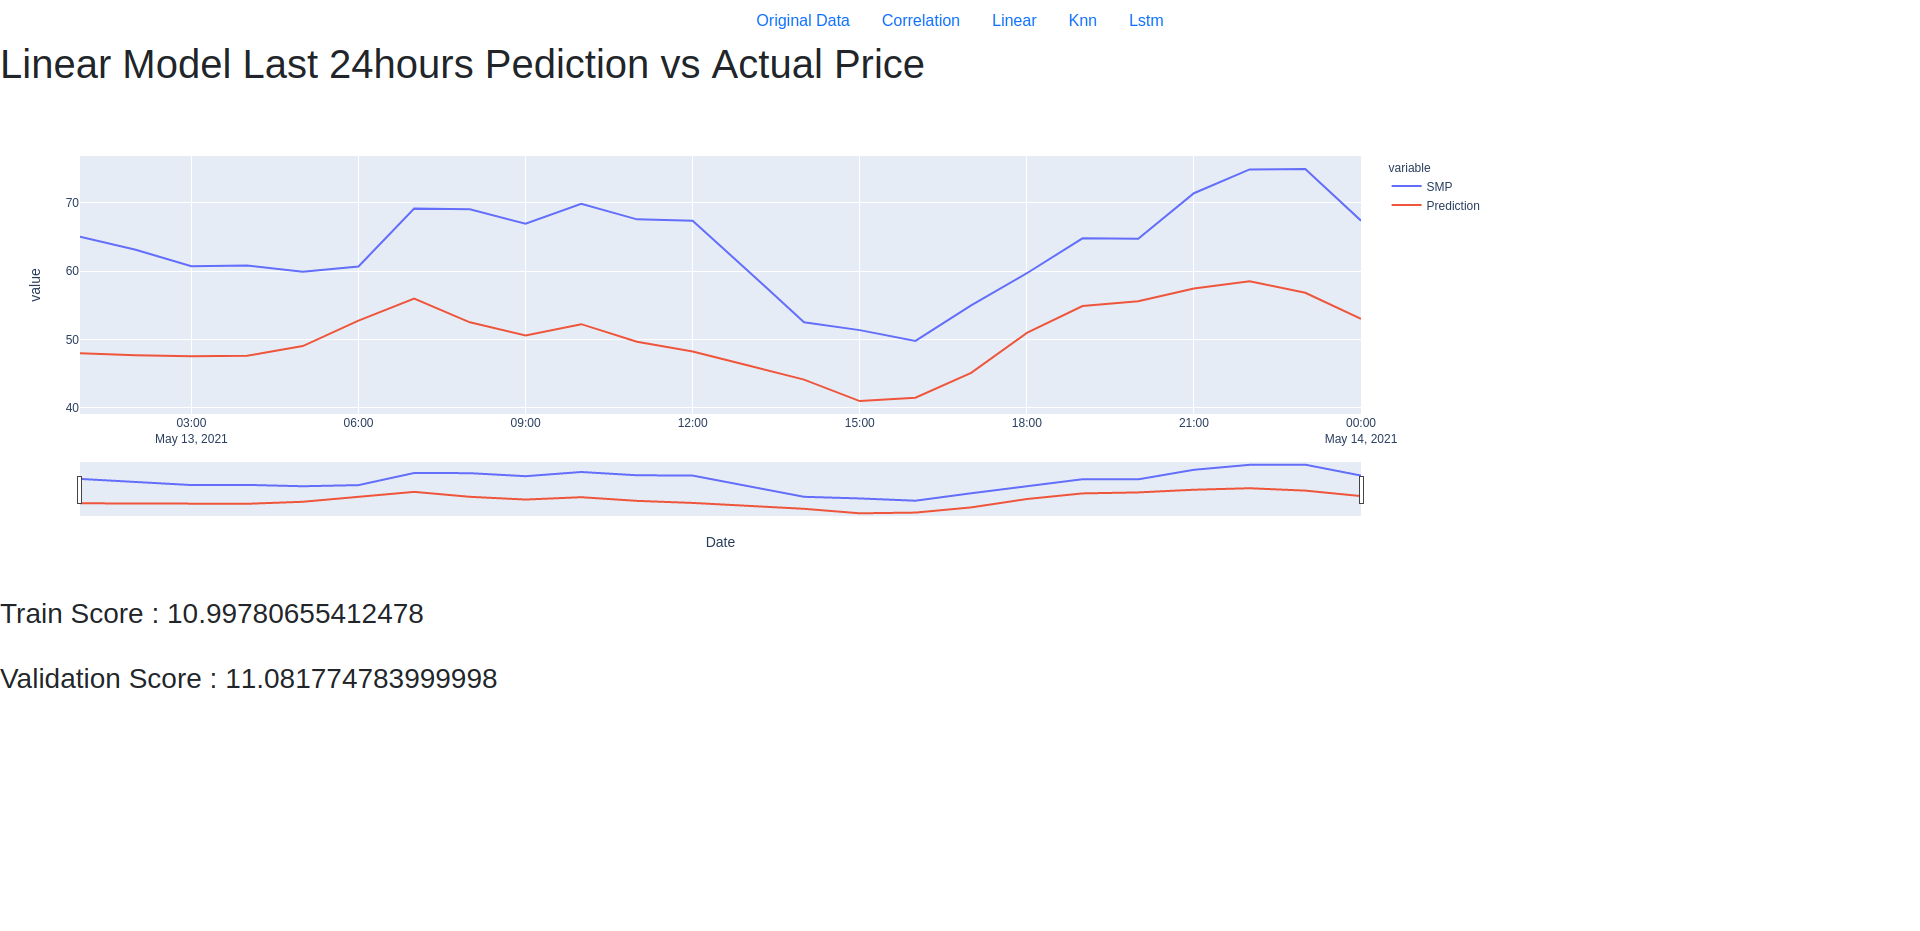 Original Data Correlation Linear Knn Lstm
Linear Model Last 24hours Pediction vs Actual Price
variable
SMP
Prediction
value
70
60
50
40
03:00 06:00 09:00 12:00 15:00 18:00 21:00 00:00
May 13, 2021 May 14, 2021
Date
Train Score : 10.99780655412478
Validation Score : 11.081774783999998